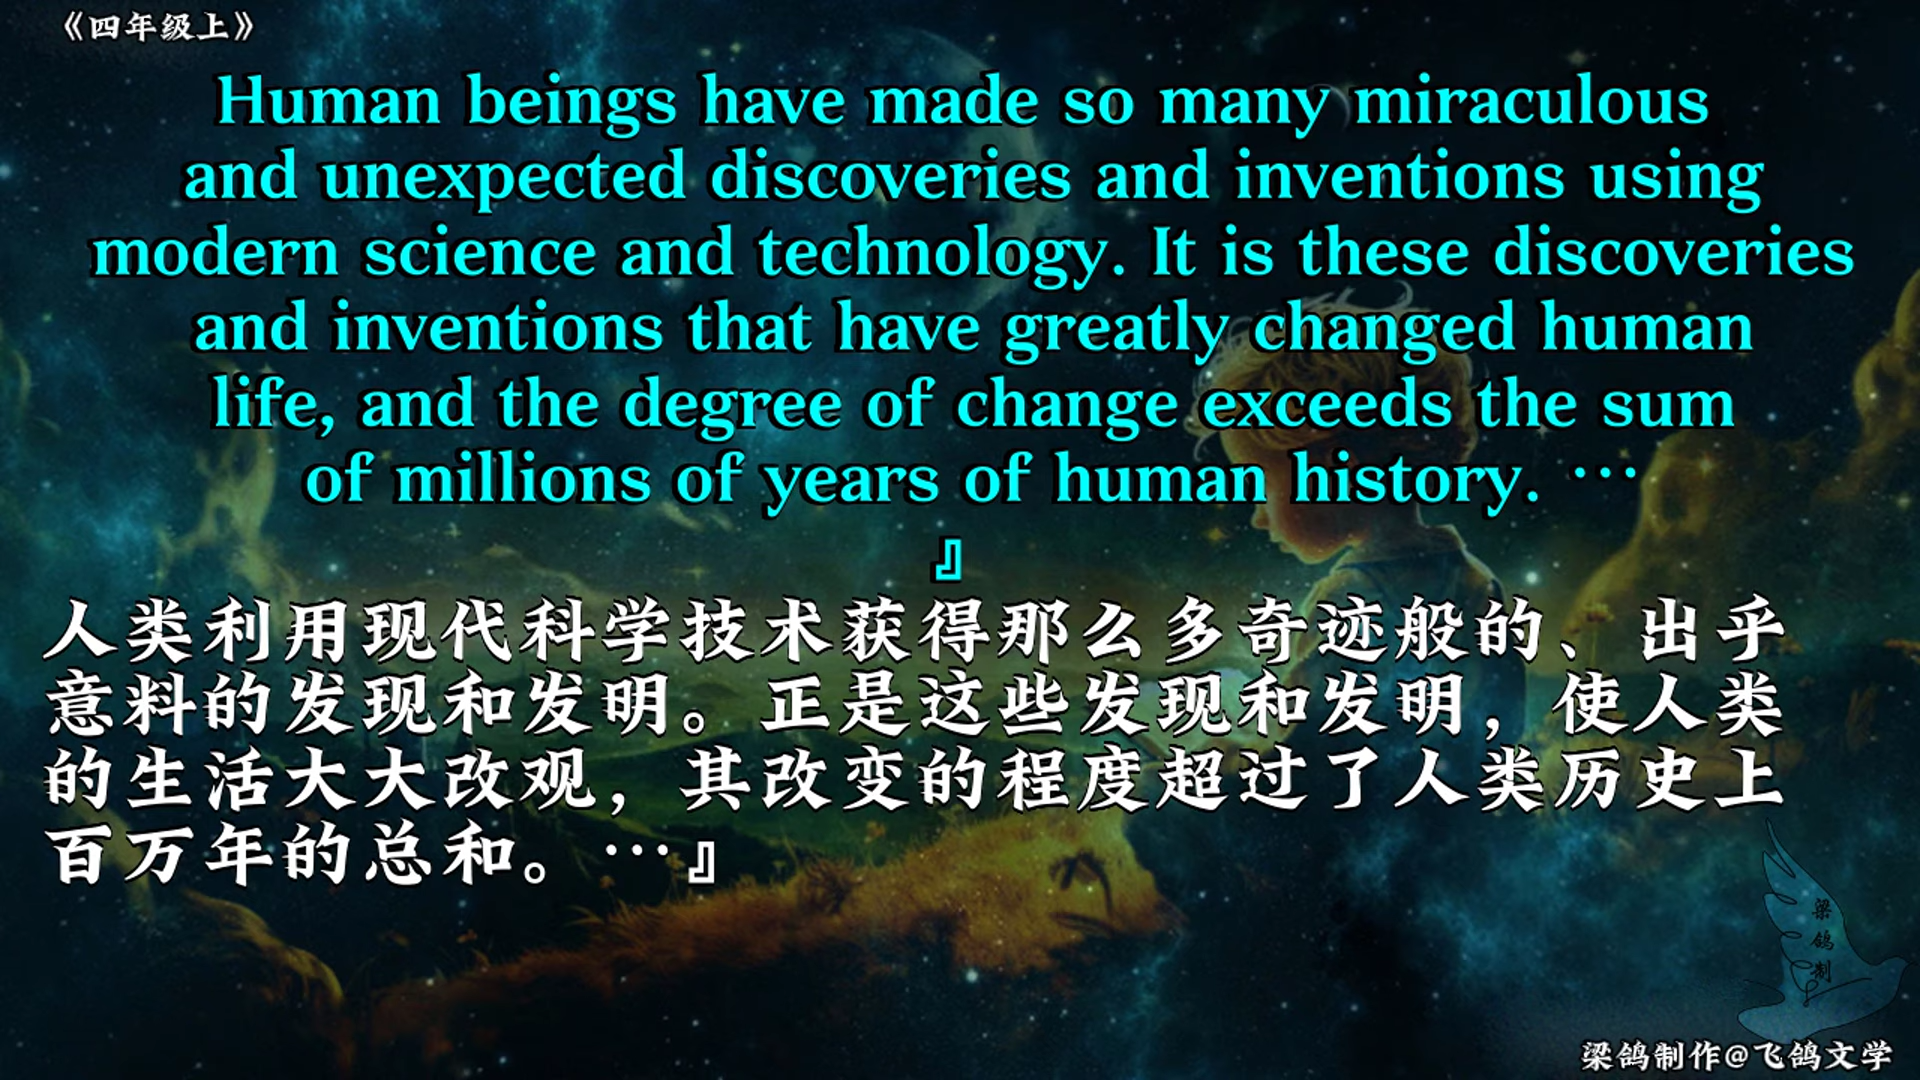 《四年级上》
Human beings have made so many miraculous
and unexpected discoveries and inventions using
modern science and technology. It is these discoveries
and inventions that have greatly changed human
life, and the degree of change exceeds the sum
of millions of years of human history. …
』
人类利用现代科学技术获得那么多奇迹般的、出乎
意料的发现和发明。正是这些发现和发明，使人类
的生活大大改观，其改变的程度超过了人类历史上
百万年的总和。…』
梁
鸽
制
梁鸽制作@飞鸽文学